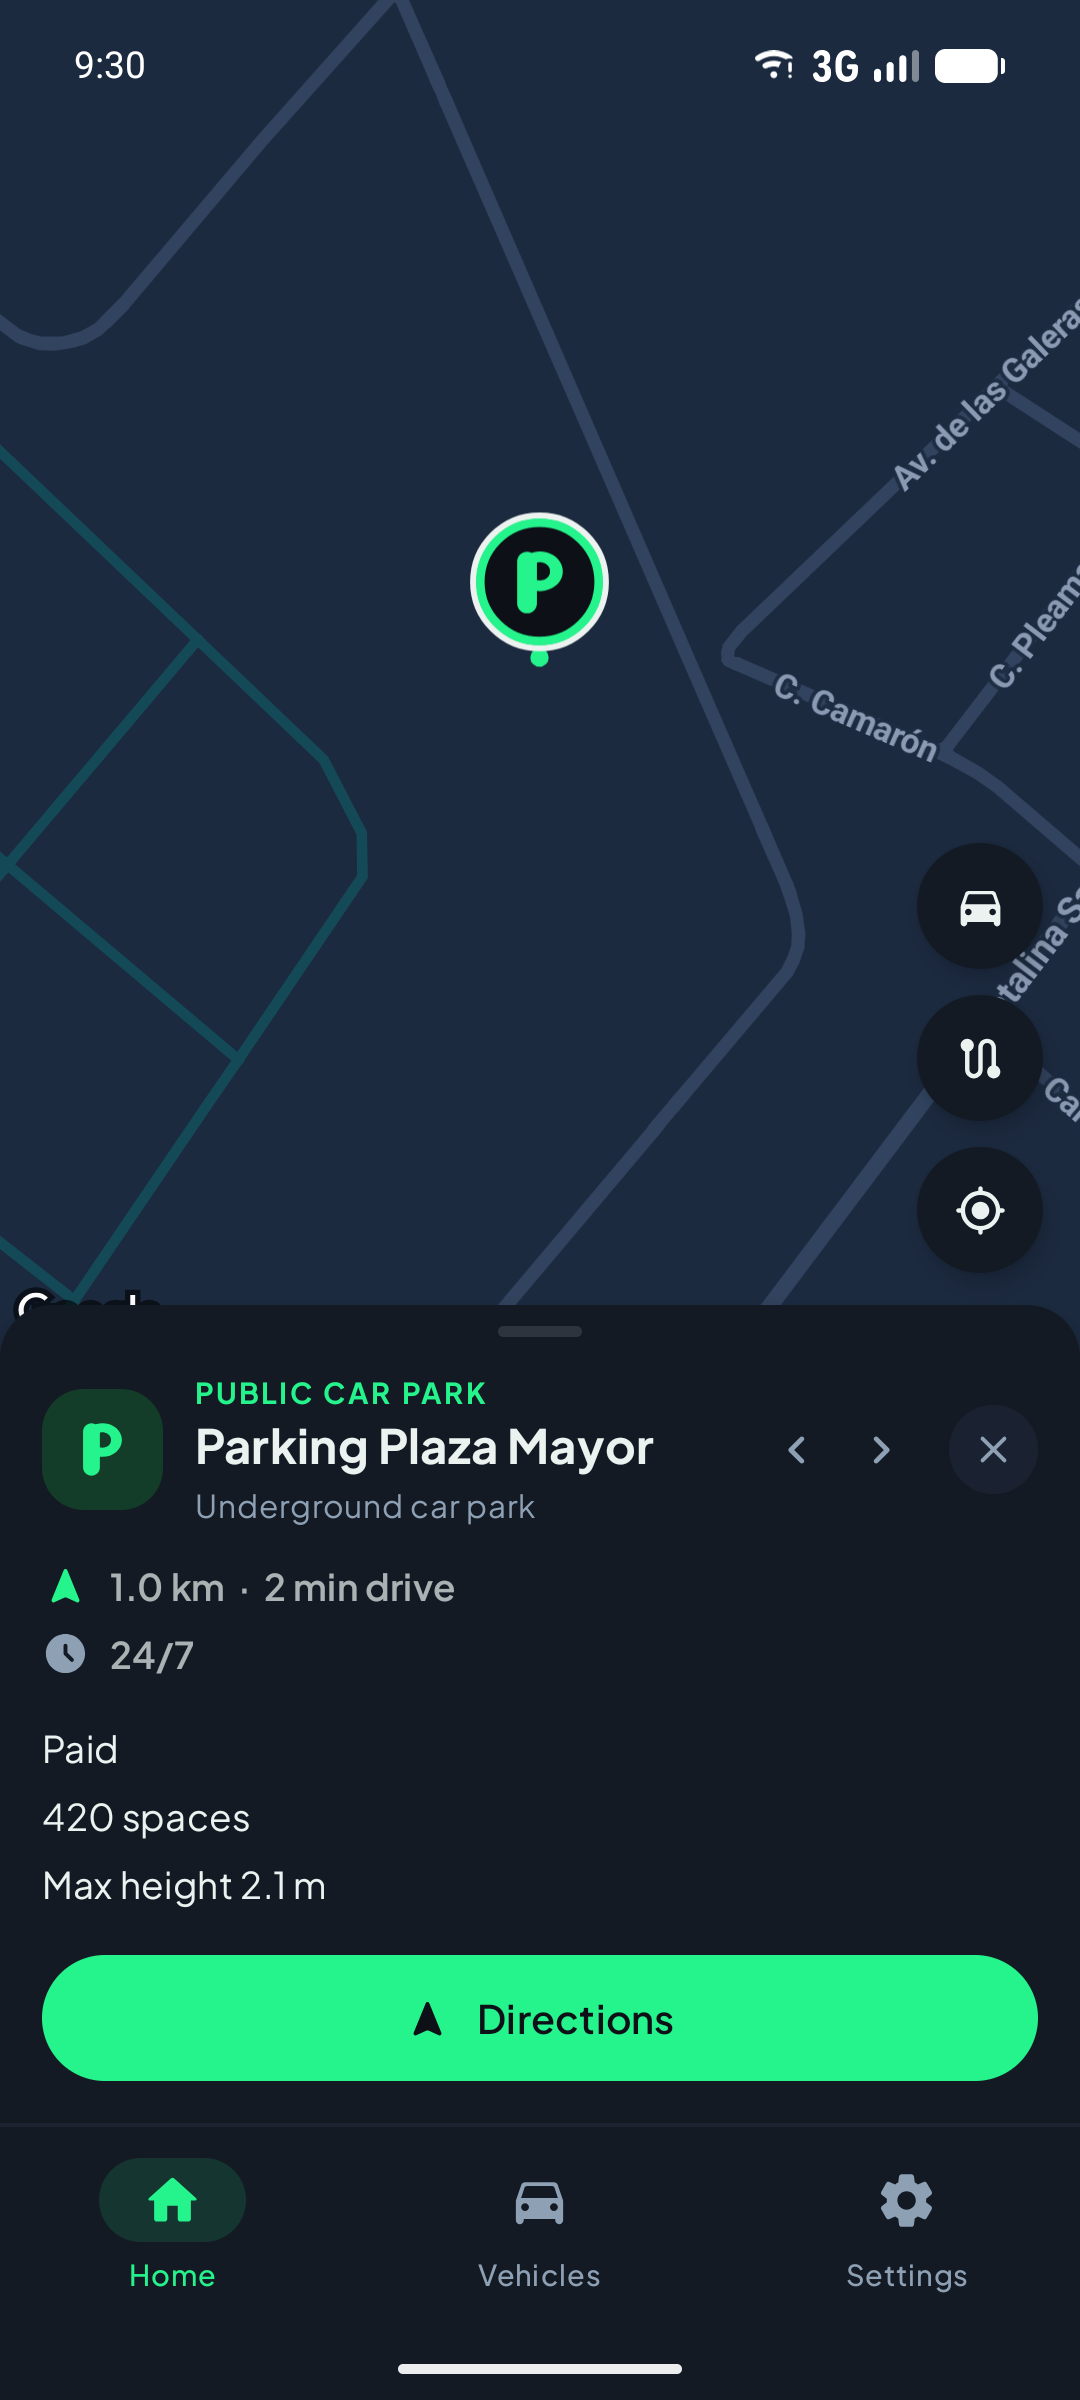 9:30
3G
Av. de las Galeras
C. Pleam
C. Camarón
talina S
Ca
P
PUBLIC CAR PARK
Parking Plaza Mayor
Underground car park
1.0 km · 2 min drive
24/7
Paid
420 spaces
Max height 2.1 m
Directions
Home
Vehicles
Settings